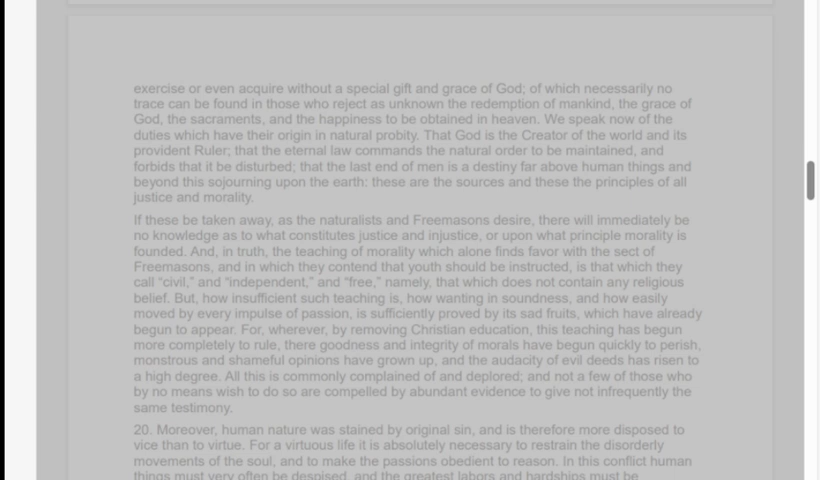 exercise or even acquire without a special gift and grace of God; of which necessarily no
trace can be found in those who reject as unknown the redemption of mankind, the grace of
God, the sacraments, and the happiness to be obtained in heaven. We speak now of the
duties which have their origin in natural probity. That God is the Creator of the world and its
provident Ruler; that the eternal law commands the natural order to be maintained, and
forbids that it be disturbed; that the last end of men is a destiny far above human things and
beyond this sojourning upon the earth: these are the sources and these the principles of all
justice and morality.
If these be taken away, as the naturalists and Freemasons desire, there will immediately be
no knowledge as to what constitutes justice and injustice, or upon what principle morality is
founded. And, in truth, the teaching of morality which alone finds favor with the sect of
Freemasons, and in which they contend that youth should be instructed, is that which they
call “civil,” and “independent,” and “free,” namely, that which does not contain any religious
belief. But, how insufficient such teaching is, how wanting in soundness, and how easily
moved by every impulse of passion, is sufficiently proved by its sad fruits, which have already
begun to appear. For, wherever, by removing Christian education, this teaching has begun
more completely to rule, there goodness and integrity of morals have begun quickly to perish,
monstrous and shameful opinions have grown up, and the audacity of evil deeds has risen to
a high degree. All this is commonly complained of and deplored; and not a few of those who
by no means wish to do so are compelled by abundant evidence to give not infrequently the
same testimony.
20. Moreover, human nature was stained by original sin, and is therefore more disposed to
vice than to virtue. For a virtuous life it is absolutely necessary to restrain the disorderly
movements of the soul, and to make the passions obedient to reason. In this conflict human
things must very often be despised, and the greatest labors and hardships must be